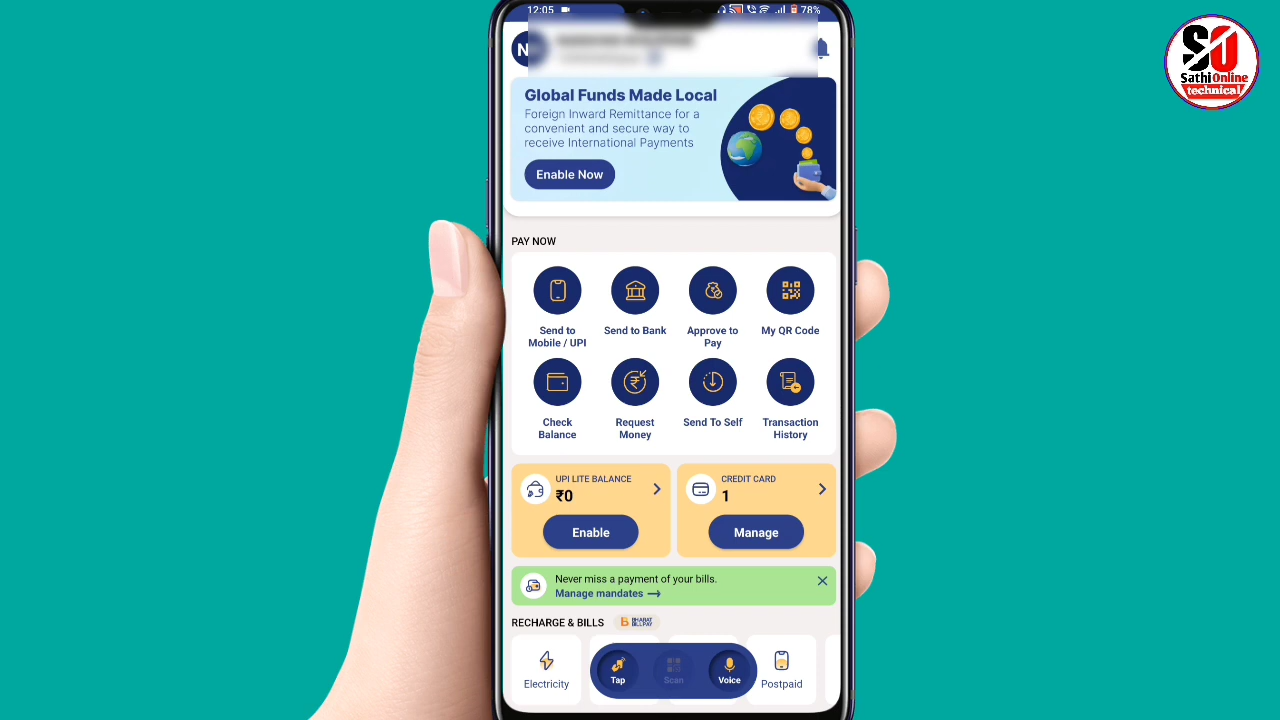 12:05
78%
SO
Sathi Online
technical
N
Global Funds Made Local
Foreign Inward Remittance for a
convenient and secure way to
receive International Payments
Enable Now
PAY NOW
Send to
Mobile / UPI
Send to Bank
Approve to
Pay
My QR Code
Check
Balance
Request
Money
Send To Self
Transaction
History
UPI LITE BALANCE
₹0
Enable
CREDIT CARD
1
Manage
Never miss a payment of your bills.
Manage mandates →
RECHARGE & BILLS
BHARAT
BILLPAY
Electricity
Tap
Scan
Voice
Postpaid